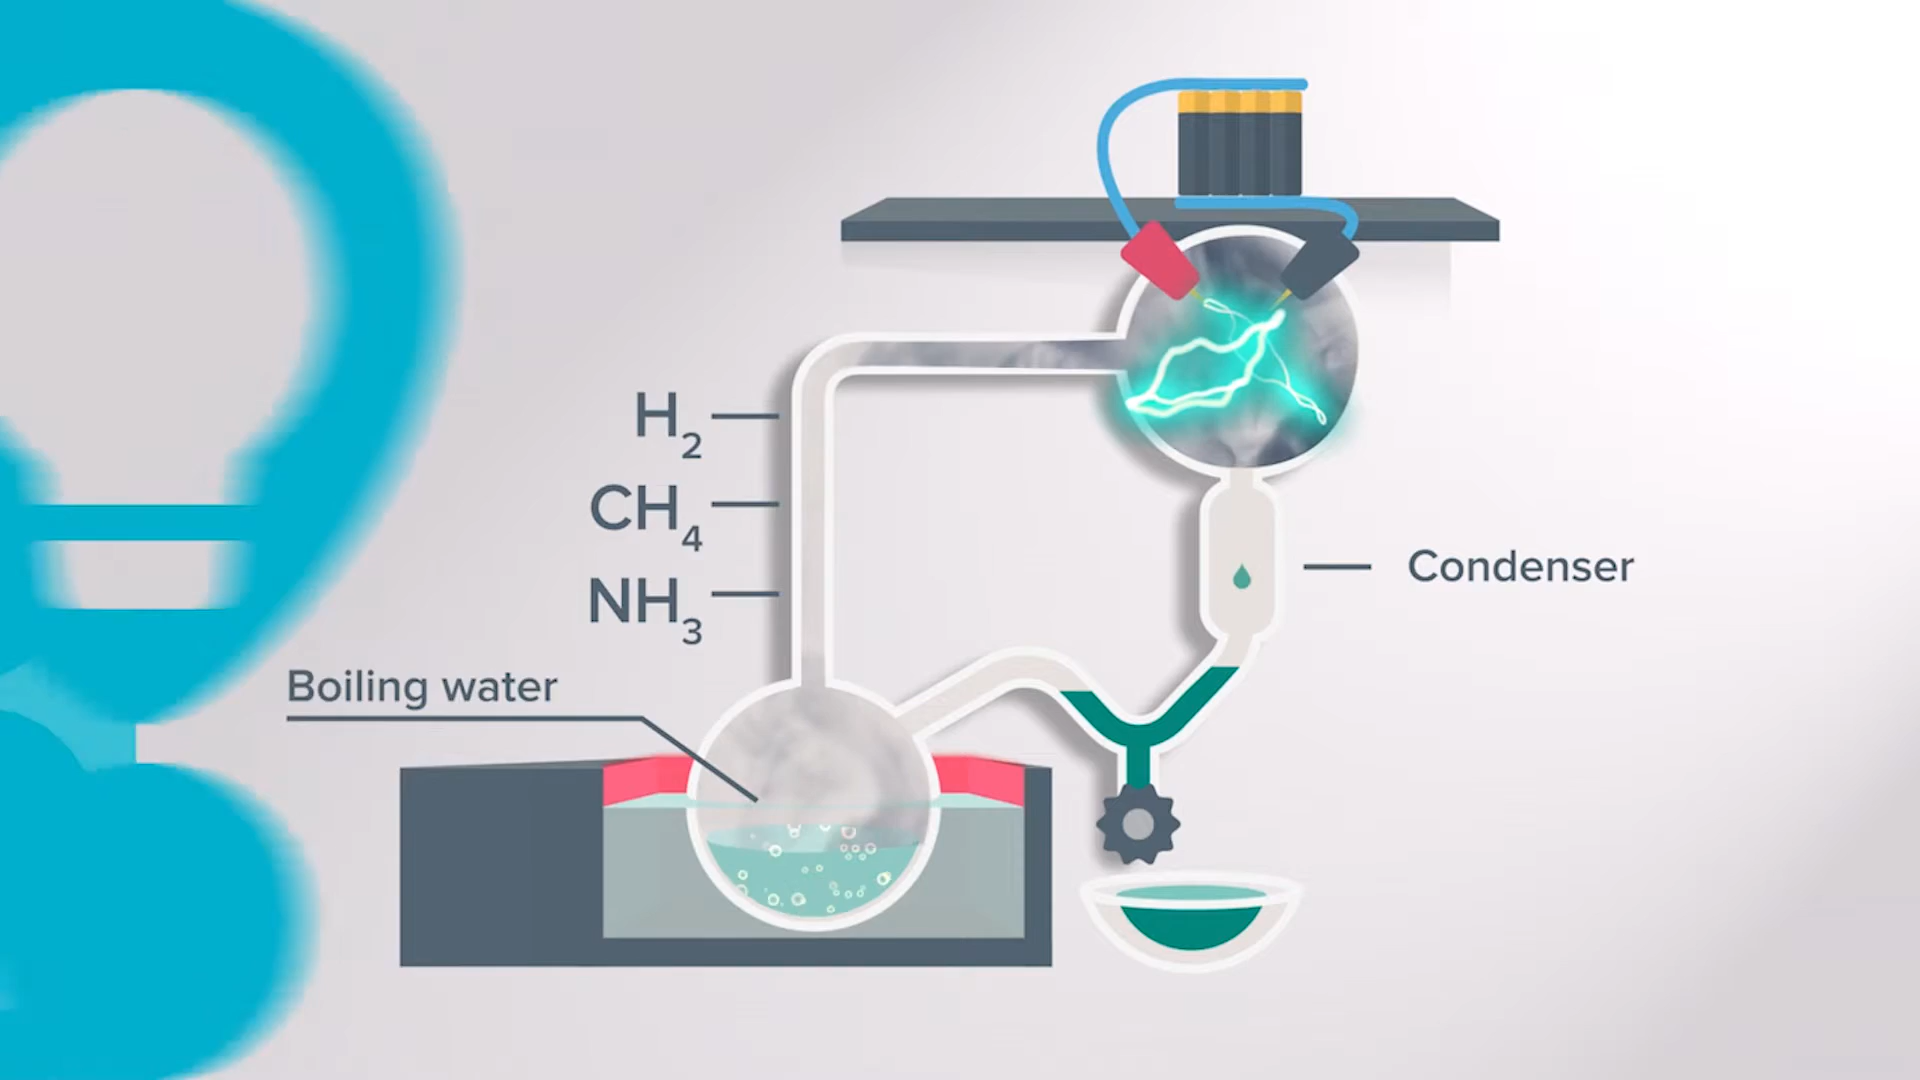 H₂
CH₄
NH₃
Condenser
Boiling water